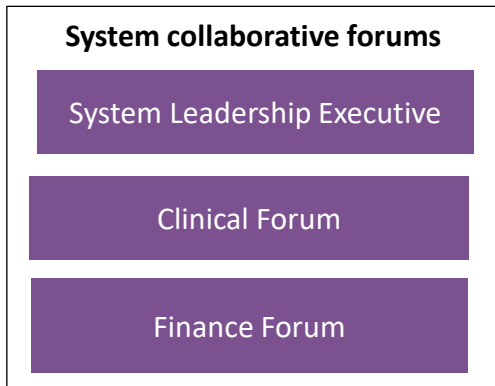 System collaborative forums
System Leadership Executive
Clinical Forum
Finance Forum